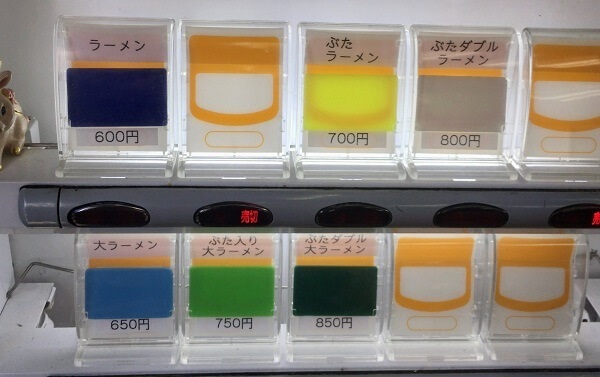 ラーメン
600円
ぶた
ラーメン
700円
ぶたダブル
ラーメン
800円
売切
売
大ラーメン
650円
ぶた入り
大ラーメン
750円
ぶたダブル
大ラーメン
850円